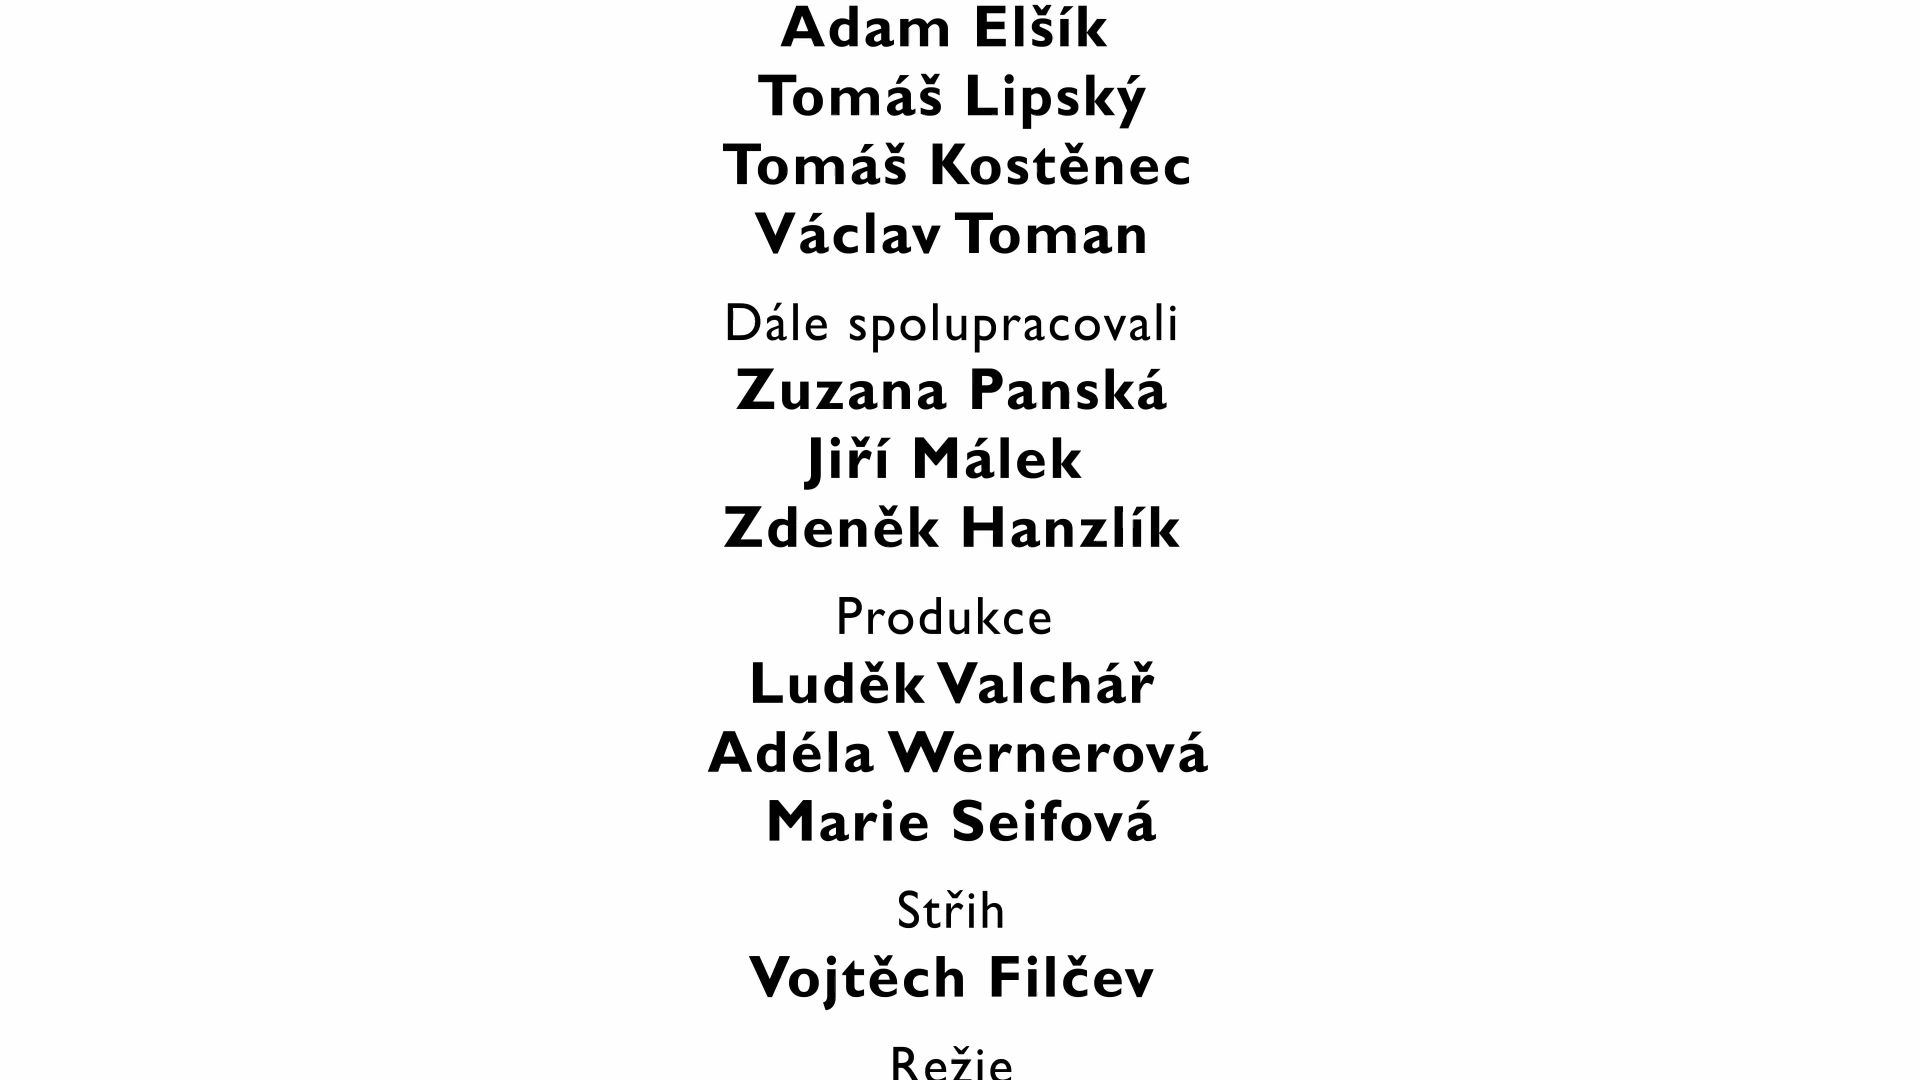 Adam Elšík
Tomáš Lipský
Tomáš Kostěnec
Václav Toman
Dále spolupracovali
Zuzana Panská
Jiří Málek
Zdeněk Hanzlík
Produkce
Luděk Valchář
Adéla Wernerová
Marie Seifová
Střih
Vojtěch Filčev
Režie